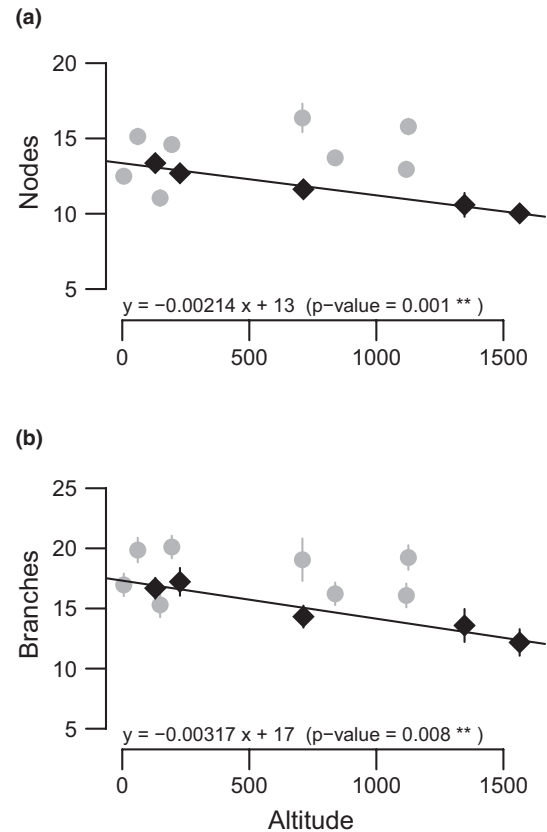 (a)
20
15
10
5
Nodes
y = −0.00214 x + 13 (p−value = 0.001 ** )
0 500 1000 1500
(b)
25
20
15
10
5
Branches
y = −0.00317 x + 17 (p−value = 0.008 ** )
0 500 1000 1500
Altitude